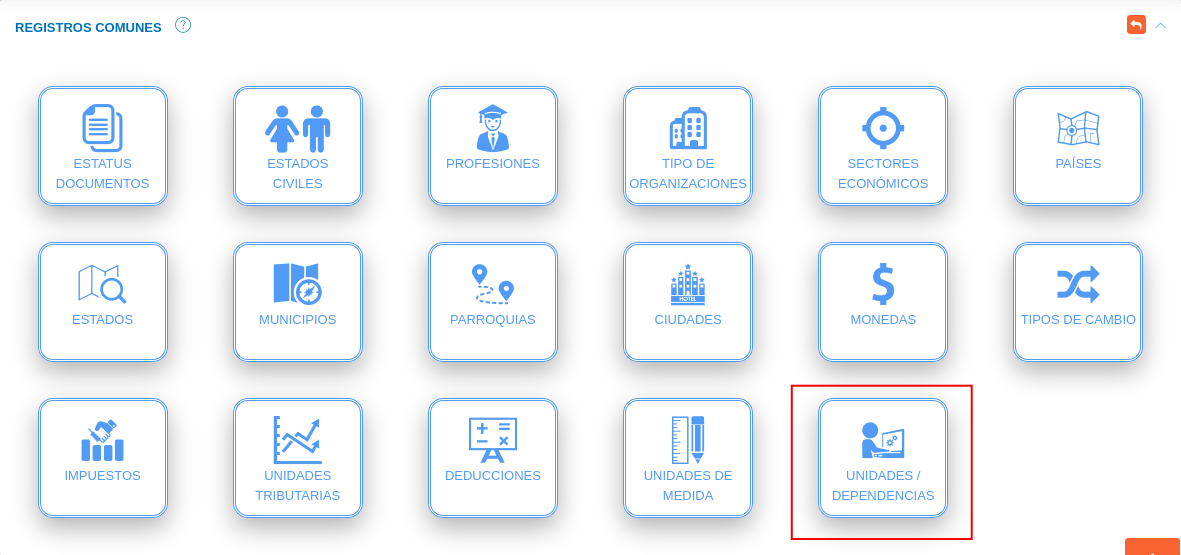 REGISTROS COMUNES ?
ESTATUS
DOCUMENTOS
ESTADOS
CIVILES
PROFESIONES
TIPO DE
ORGANIZACIONES
SECTORES
ECONÓMICOS
PAÍSES
ESTADOS
MUNICIPIOS
PARROQUIAS
HOTEL
CIUDADES
$
MONEDAS
TIPOS DE CAMBIO
IMPUESTOS
UNIDADES
TRIBUTARIAS
DEDUCCIONES
UNIDADES DE
MEDIDA
UNIDADES /
DEPENDENCIAS